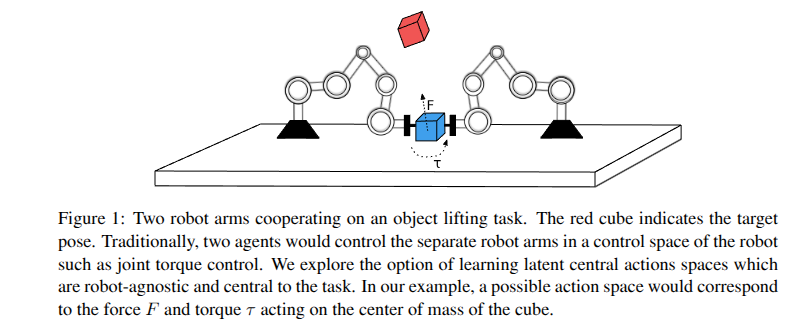 F
τ
Figure 1: Two robot arms cooperating on an object lifting task. The red cube indicates the target
pose. Traditionally, two agents would control the separate robot arms in a control space of the robot
such as joint torque control. We explore the option of learning latent central actions spaces which
are robot-agnostic and central to the task. In our example, a possible action space would correspond
to the force F and torque τ acting on the center of mass of the cube.